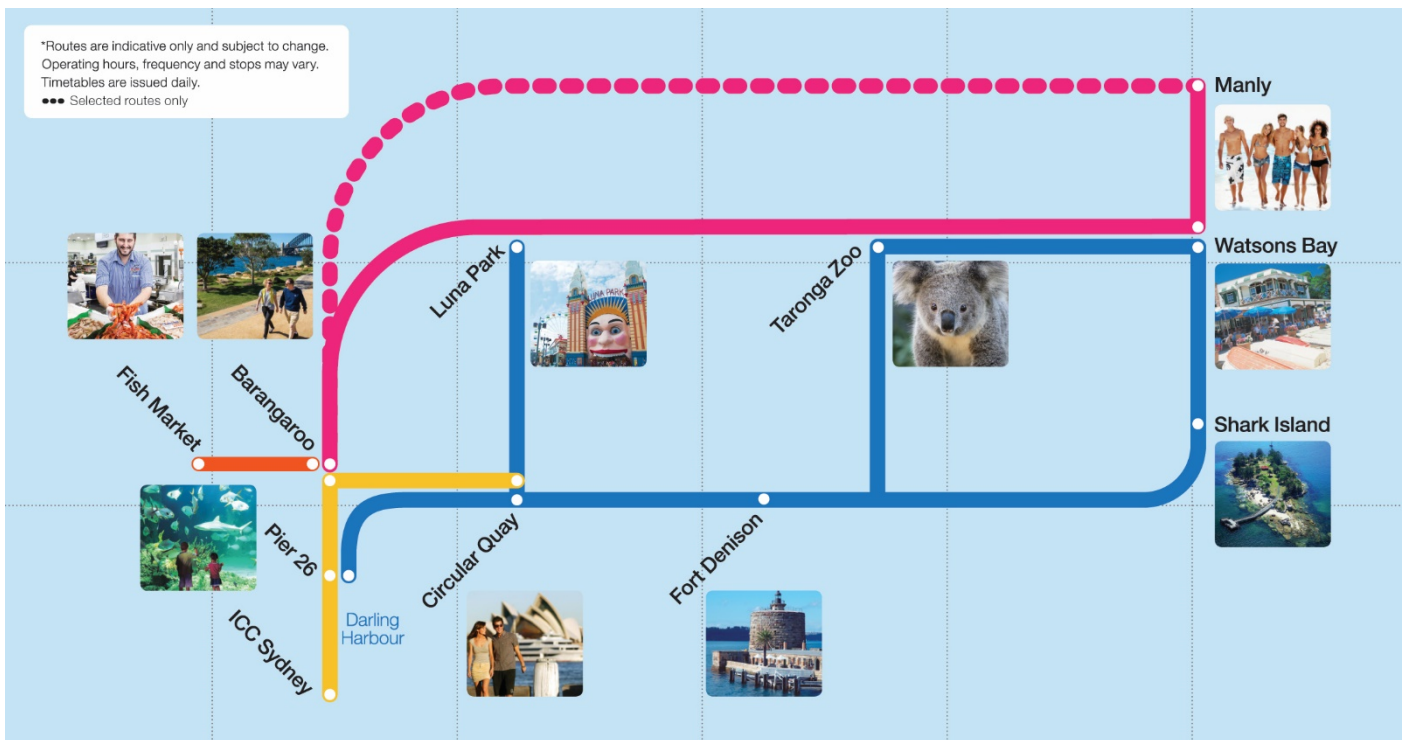 *Routes are indicative only and subject to change.
Operating hours, frequency and stops may vary.
Timetables are issued daily.
●●● Selected routes only
Manly
Luna Park
LUNA PARK
Taronga Zoo
Watsons Bay
Fish Market
Barangaroo
Shark Island
Pier 26
Circular Quay
Fort Denison
ICC Sydney
Darling
Harbour